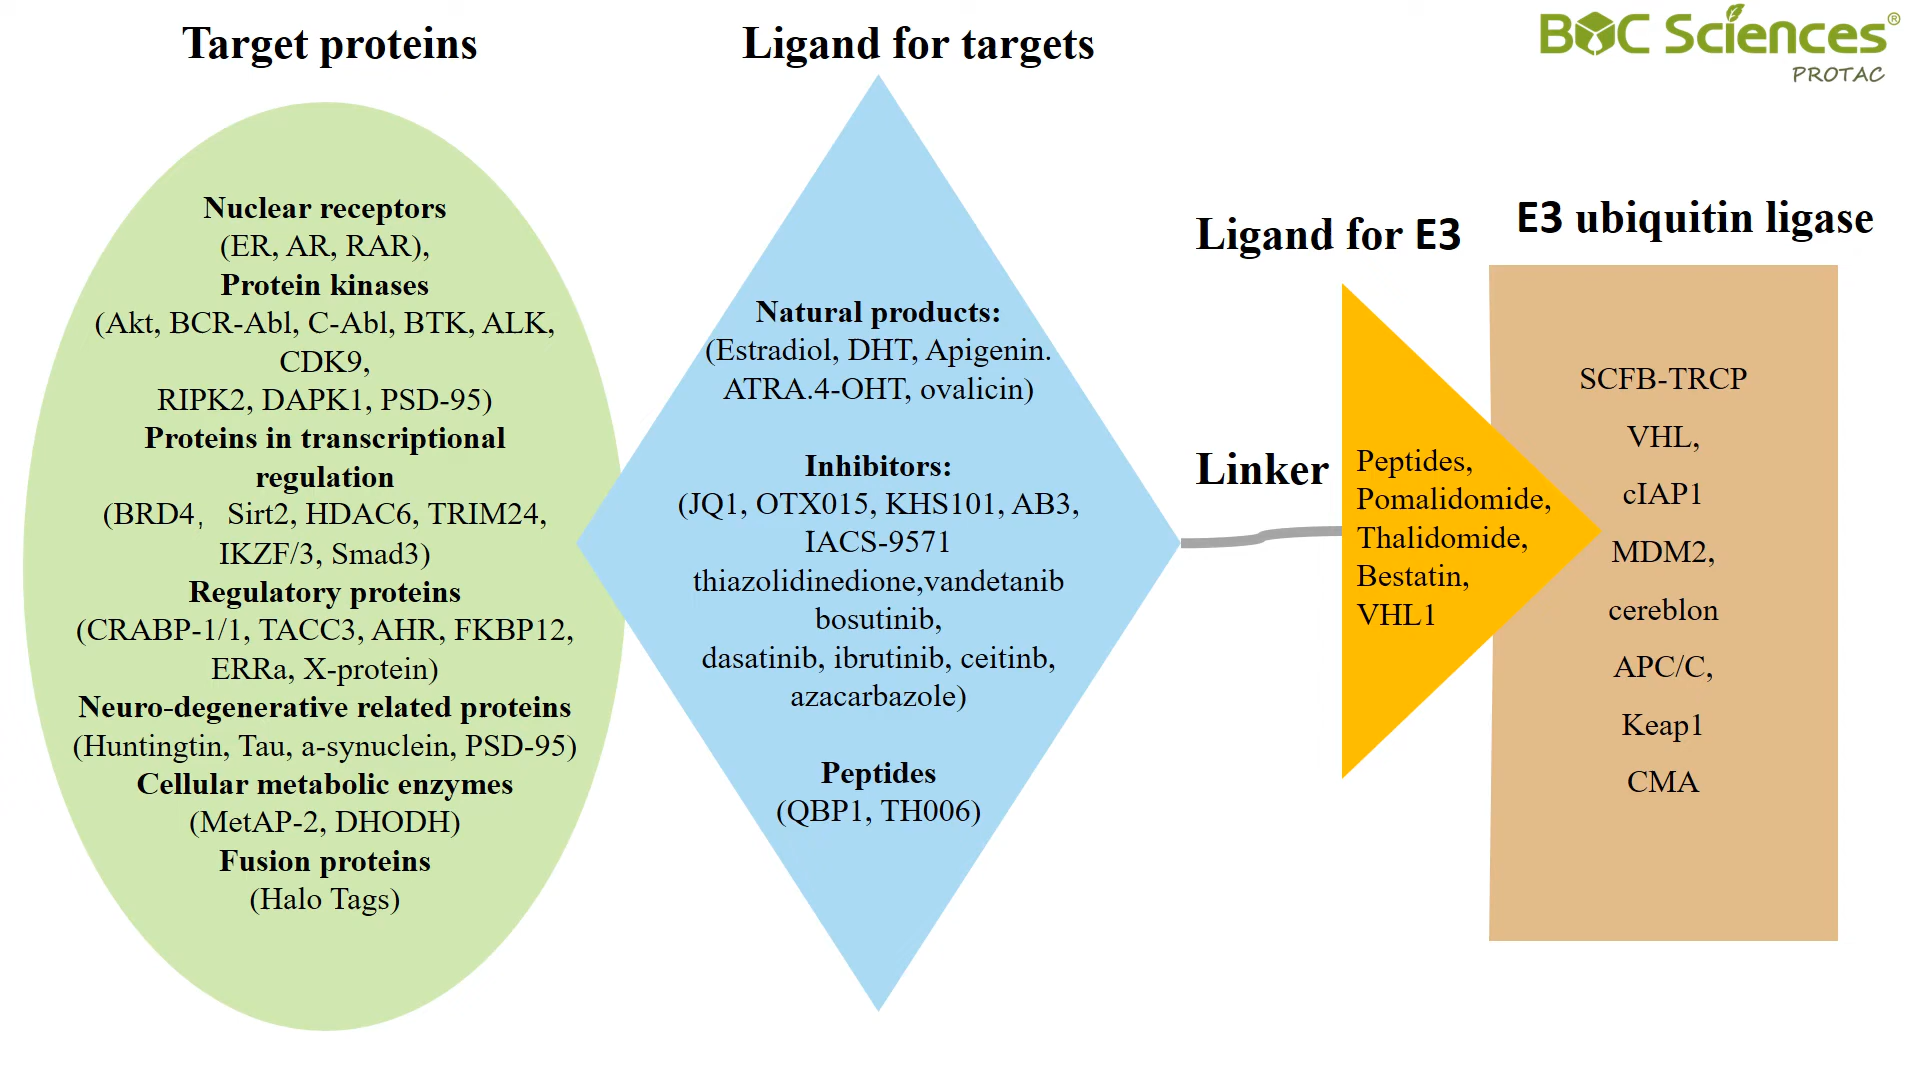 Target proteins
Nuclear receptors
(ER, AR, RAR),
Protein kinases
(Akt, BCR-Abl, C-Abl, BTK, ALK,
CDK9,
RIPK2, DAPK1, PSD-95)
Proteins in transcriptional
regulation
(BRD4, Sirt2, HDAC6, TRIM24,
IKZF/3, Smad3)
Regulatory proteins
(CRABP-1/1, TACC3, AHR, FKBP12,
ERRa, X-protein)
Neuro-degenerative related proteins
(Huntingtin, Tau, a-synuclein, PSD-95)
Cellular metabolic enzymes
(MetAP-2, DHODH)
Fusion proteins
(Halo Tags)
Ligand for targets
Natural products:
(Estradiol, DHT, Apigenin.
ATRA.4-OHT, ovalicin)
Inhibitors:
(JQ1, OTX015, KHS101, AB3,
IACS-9571
thiazolidinedione,vandetanib
bosutinib,
dasatinib, ibrutinib, ceitinb,
azacarbazole)
Peptides
(QBP1, TH006)
Linker
Ligand for E3
Peptides,
Pomalidomide,
Thalidomide,
Bestatin,
VHL1
E3 ubiquitin ligase
SCFB-TRCP
VHL,
cIAP1
MDM2,
cereblon
APC/C,
Keap1
CMA
BOC Sciences®
PROTAC